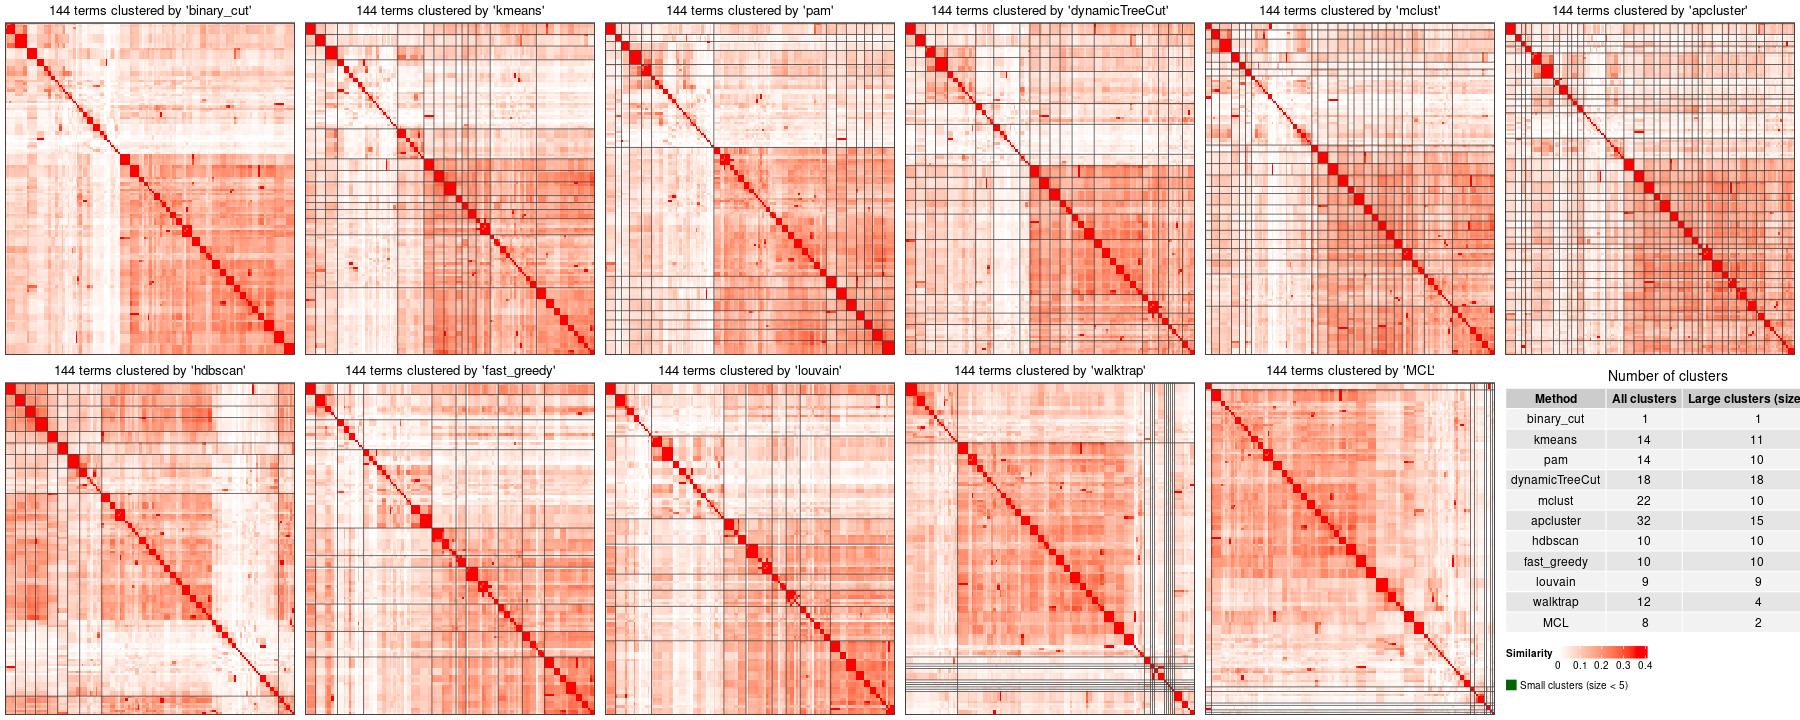 144 terms clustered by 'binary_cut'
144 terms clustered by 'kmeans'
144 terms clustered by 'pam'
144 terms clustered by 'dynamicTreeCut'
144 terms clustered by 'mclust'
144 terms clustered by 'apcluster'
144 terms clustered by 'hdbscan'
144 terms clustered by 'fast_greedy'
144 terms clustered by 'louvain'
144 terms clustered by 'walktrap'
144 terms clustered by 'MCL'
Number of clusters
Method All clusters Large clusters (size
binary_cut 1 1
kmeans 14 11
pam 14 10
dynamicTreeCut 18 18
mclust 22 10
apcluster 32 15
hdbscan 10 10
fast_greedy 10 10
louvain 9 9
walktrap 12 4
MCL 8 2
Similarity
0 0.1 0.2 0.3 0.4
Small clusters (size < 5)